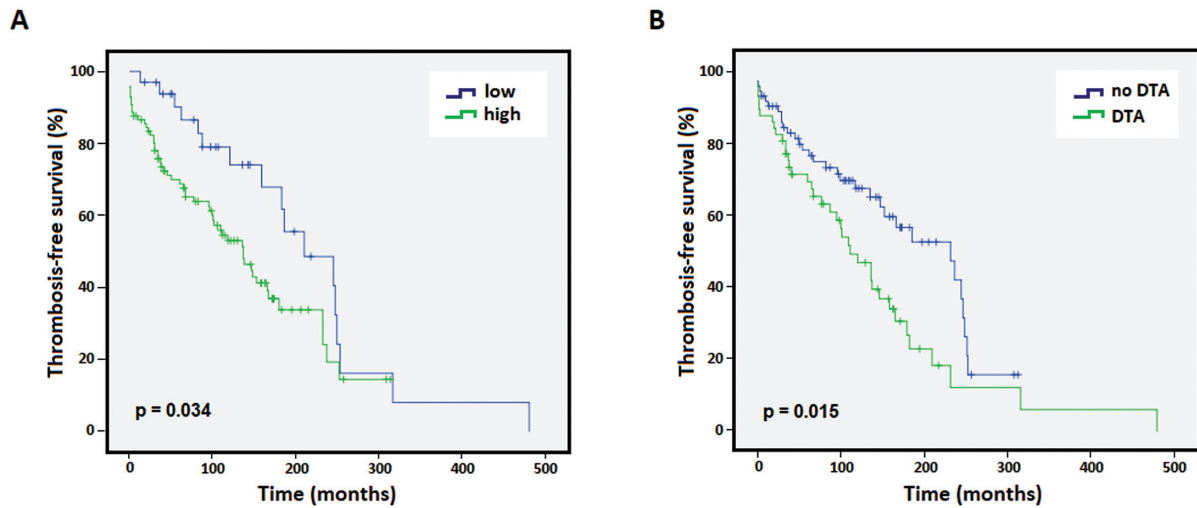 A
Thrombosis-free survival (%)
100
80
60
40
20
0
low
high
p = 0.034
0 100 200 300 400 500
Time (months)
B
Thrombosis-free survival (%)
100
80
60
40
20
0
no DTA
DTA
p = 0.015
0 100 200 300 400 500
Time (months)